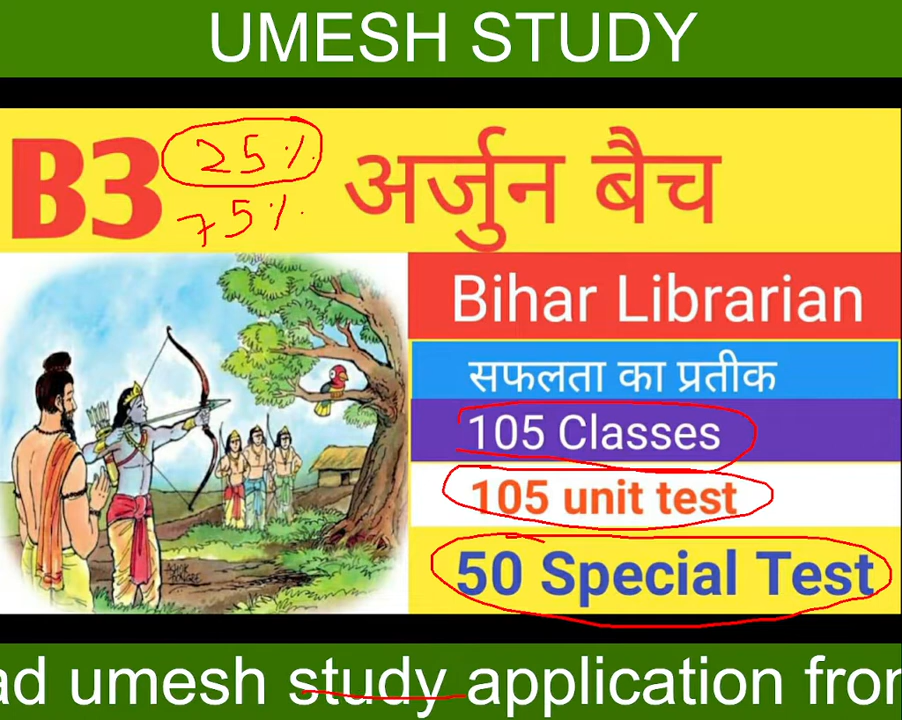 UMESH STUDY
B3 25% अर्जुन बैच
75%
Bihar Librarian
सफलता का प्रतीक
105 Classes
105 unit test
50 Special Test
ad umesh study application from